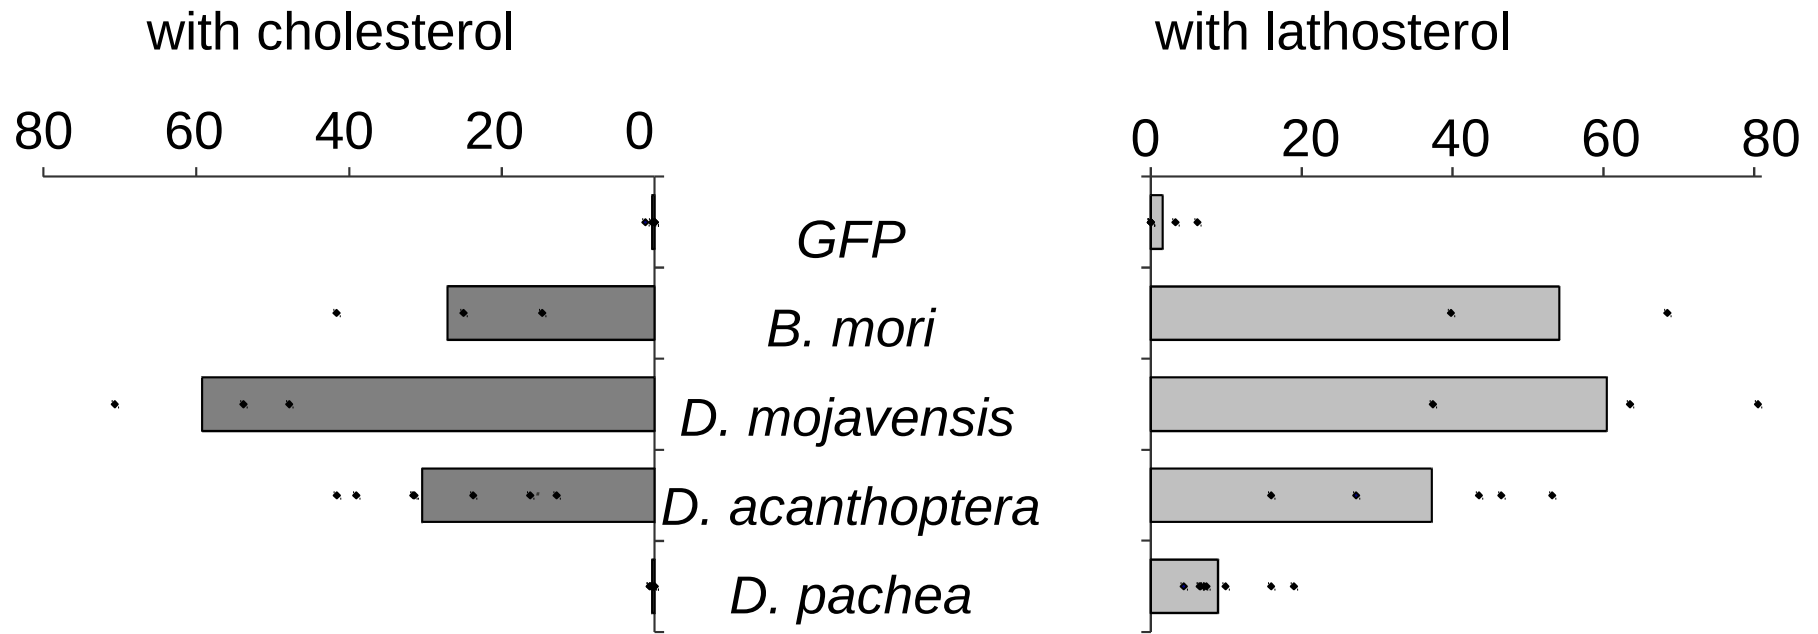 with cholesterol
with lathosterol
80 60 40 20 0
0 20 40 60 80
GFP
B. mori
D. mojavensis
D. acanthoptera
D. pachea